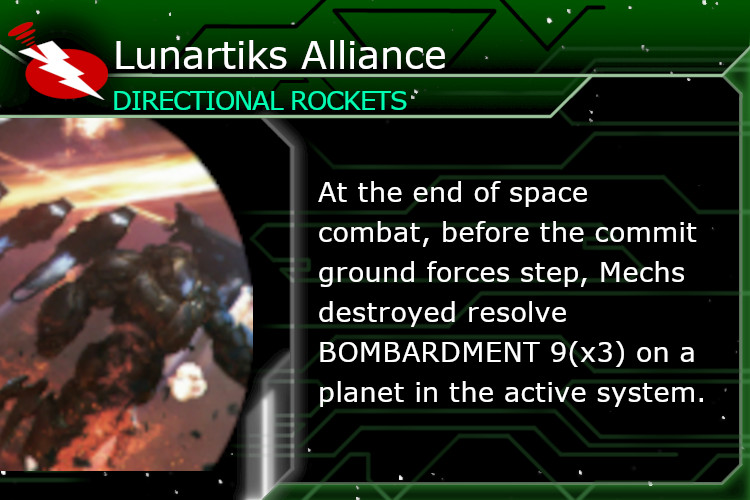 Lunartiks Alliance
DIRECTIONAL ROCKETS
At the end of space
combat, before the commit
ground forces step, Mechs
destroyed resolve
BOMBARDMENT 9(x3) on a
planet in the active system.